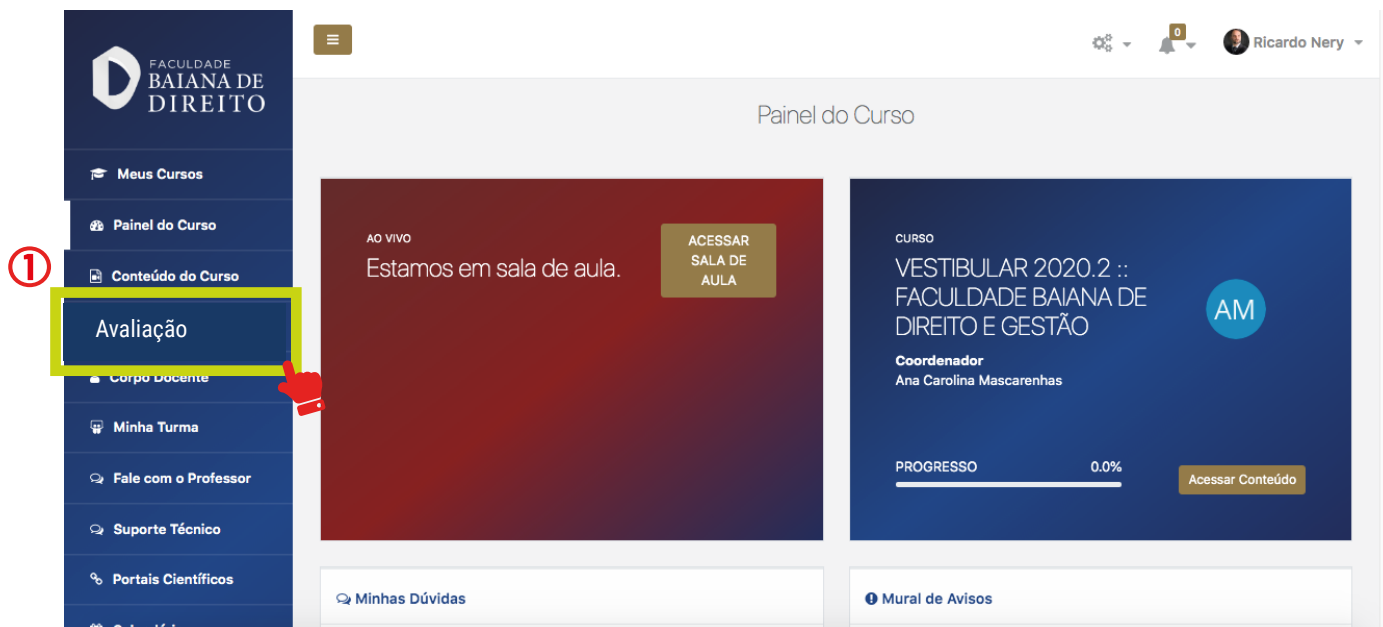 FACULDADE
BAIANA DE
DIREITO
0
Ricardo Nery
Painel do Curso
Meus Cursos
Painel do Curso
1
Conteúdo do Curso
Avaliação
Corpo Docente
Minha Turma
Fale com o Professor
Suporte Técnico
Portais Científicos
AO VIVO
Estamos em sala de aula.
ACESSAR
SALA DE
AULA
CURSO
VESTIBULAR 2020.2 ::
FACULDADE BAIANA DE
DIREITO E GESTÃO
AM
Coordenador
Ana Carolina Mascarenhas
PROGRESSO 0.0%
Acessar Conteúdo
Minhas Dúvidas
Mural de Avisos